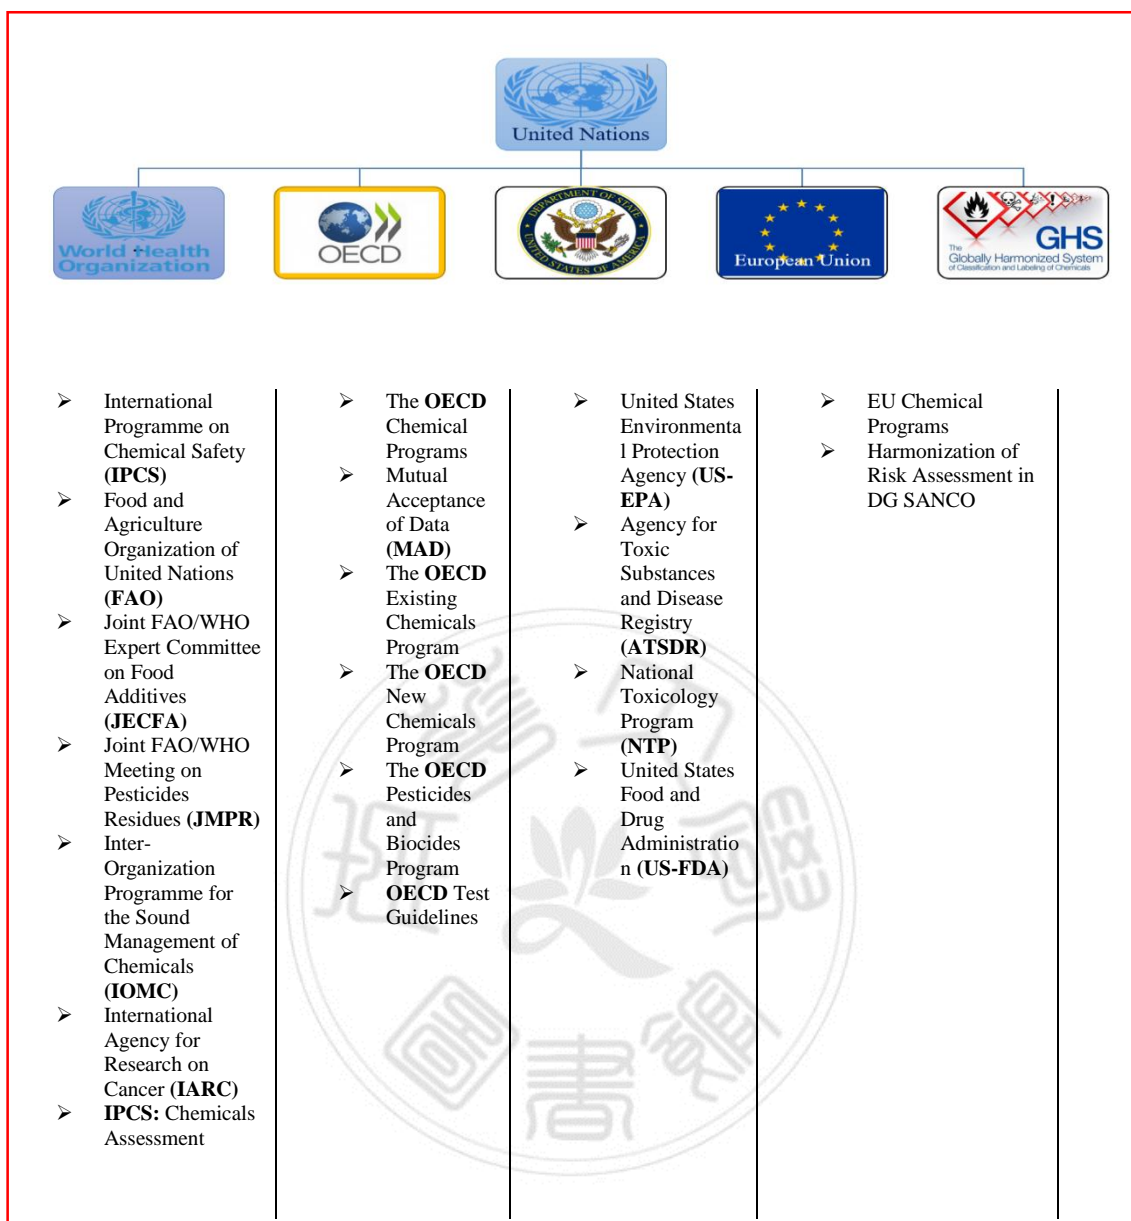 United Nations
World Health
Organization
OECD
DEPARTMENT OF STATE
UNITED STATES OF AMERICA
European Union
The
GHS
Globally Harmonized System
of Classification and Labeling of Chemicals
➢ International
Programme on
Chemical Safety
(IPCS)
➢ Food and
Agriculture
Organization of
United Nations
(FAO)
➢ Joint FAO/WHO
Expert Committee
on Food
Additives
(JECFA)
➢ Joint FAO/WHO
Meeting on
Pesticides
Residues (JMPR)
➢ Inter-
Organization
Programme for
the Sound
Management of
Chemicals
(IOMC)
➢ International
Agency for
Research on
Cancer (IARC)
➢ IPCS: Chemicals
Assessment
➢ The OECD
Chemical
Programs
➢ Mutual
Acceptance
of Data
(MAD)
➢ The OECD
Existing
Chemicals
Program
➢ The OECD
New
Chemicals
Program
➢ The OECD
Pesticides
and
Biocides
Program
➢ OECD Test
Guidelines
➢ United States
Environmenta
l Protection
Agency (US-
EPA)
➢ Agency for
Toxic
Substances
and Disease
Registry
(ATSDR)
➢ National
Toxicology
Program
(NTP)
➢ United States
Food and
Drug
Administratio
n (US-FDA)
➢ EU Chemical
Programs
➢ Harmonization of
Risk Assessment in
DG SANCO